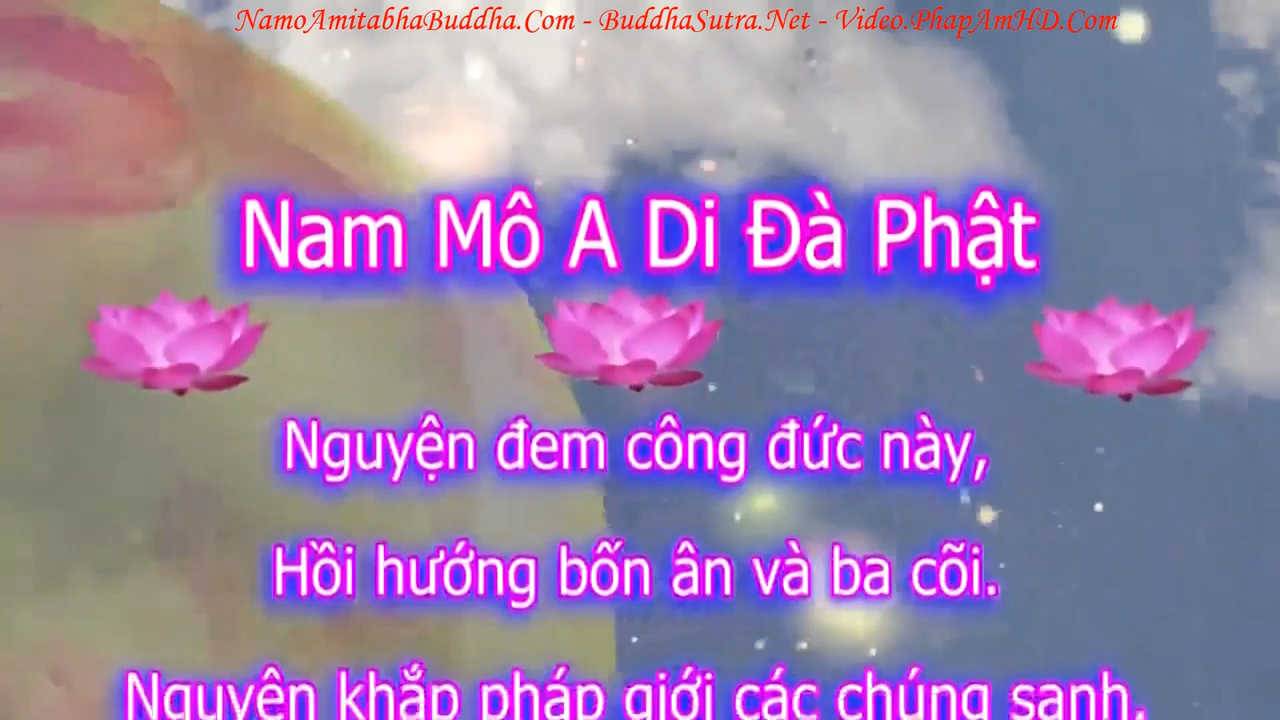 NamoAmitabhaBuddha.Com - BuddhaSutra.Net - Video.PhapAmHD.Com
Nam Mô A Di Đà Phật
Nguyện đem công đức này,
Hồi hướng bốn ân và ba cõi.
Nguyện khắp pháp giới các chúng sanh,